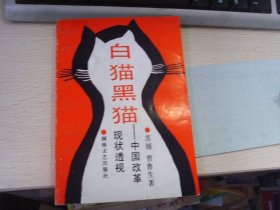 白猫黑猫
——中国改革
现状透视
苏娅 贾鲁生著
湖南文艺出版社